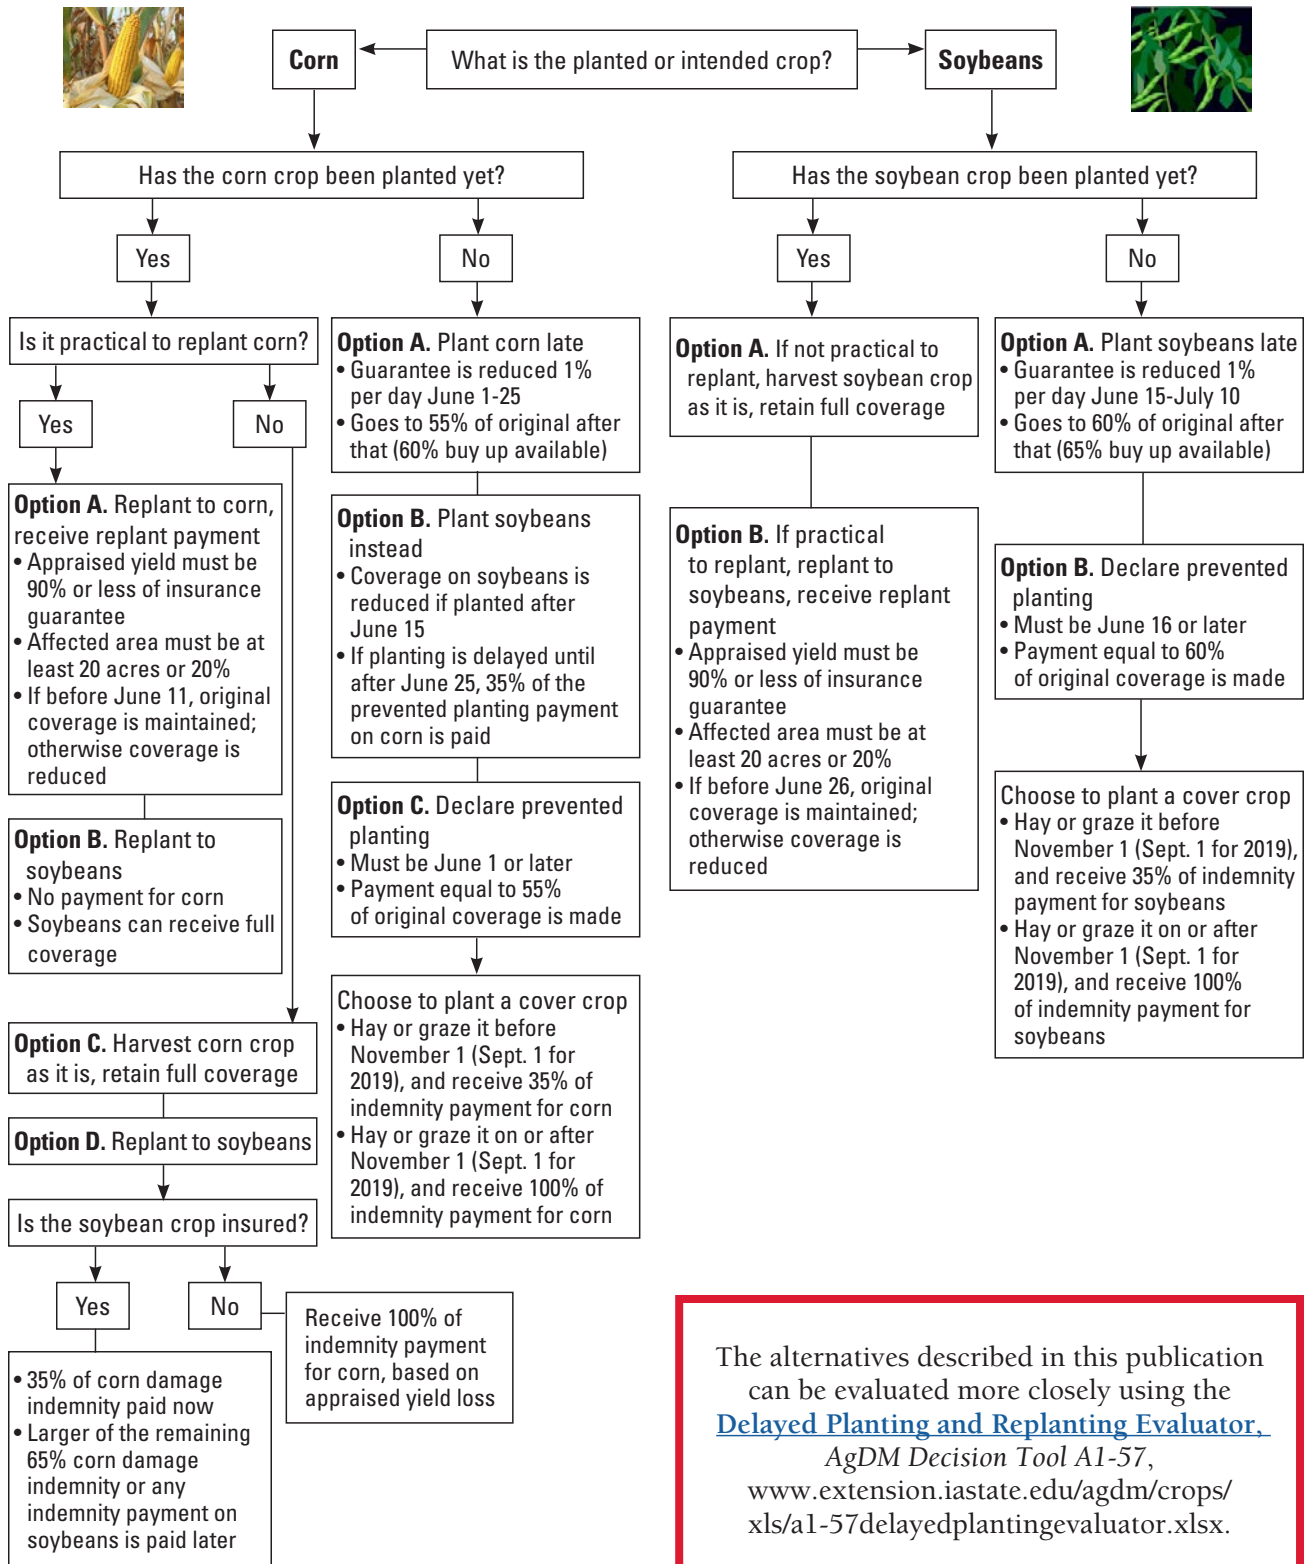 What is the planted or intended crop?
Corn
Soybeans
Has the corn crop been planted yet?
Yes
No
Is it practical to replant corn?
Yes
No
Option A. Replant to corn,
receive replant payment
• Appraised yield must be
90% or less of insurance
guarantee
• Affected area must be at
least 20 acres or 20%
• If before June 11, original
coverage is maintained;
otherwise coverage is
reduced
Option B. Replant to
soybeans
• No payment for corn
• Soybeans can receive full
coverage
Option C. Harvest corn crop
as it is, retain full coverage
Option D. Replant to soybeans
Is the soybean crop insured?
Yes
No
• 35% of corn damage
indemnity paid now
• Larger of the remaining
65% corn damage
indemnity or any
indemnity payment on
soybeans is paid later
Receive 100% of
indemnity payment
for corn, based on
appraised yield loss
Option A. Plant corn late
• Guarantee is reduced 1%
per day June 1-25
• Goes to 55% of original after
that (60% buy up available)
Option B. Plant soybeans
instead
• Coverage on soybeans is
reduced if planted after
June 15
• If planting is delayed until
after June 25, 35% of the
prevented planting payment
on corn is paid
Option C. Declare prevented
planting
• Must be June 1 or later
• Payment equal to 55%
of original coverage is made
Choose to plant a cover crop
• Hay or graze it before
November 1 (Sept. 1 for
2019), and receive 35% of
indemnity payment for corn
• Hay or graze it on or after
November 1 (Sept. 1 for
2019), and receive 100% of
indemnity payment for corn
Has the soybean crop been planted yet?
Yes
No
Option A. If not practical to
replant, harvest soybean crop
as it is, retain full coverage
Option B. If practical
to replant, replant to
soybeans, receive replant
payment
• Appraised yield must be
90% or less of insurance
guarantee
• Affected area must be at
least 20 acres or 20%
• If before June 26, original
coverage is maintained;
otherwise coverage is
reduced
Option A. Plant soybeans late
• Guarantee is reduced 1%
per day June 15-July 10
• Goes to 60% of original after
that (65% buy up available)
Option B. Declare prevented
planting
• Must be June 16 or later
• Payment equal to 60%
of original coverage is made
Choose to plant a cover crop
• Hay or graze it before
November 1 (Sept. 1 for 2019),
and receive 35% of indemnity
payment for soybeans
• Hay or graze it on or after
November 1 (Sept. 1 for
2019), and receive 100%
of indemnity payment for
soybeans
The alternatives described in this publication
can be evaluated more closely using the
Delayed Planting and Replanting Evaluator,
AgDM Decision Tool A1-57,
www.extension.iastate.edu/agdm/crops/
xls/a1-57delayedplantingevaluator.xlsx.